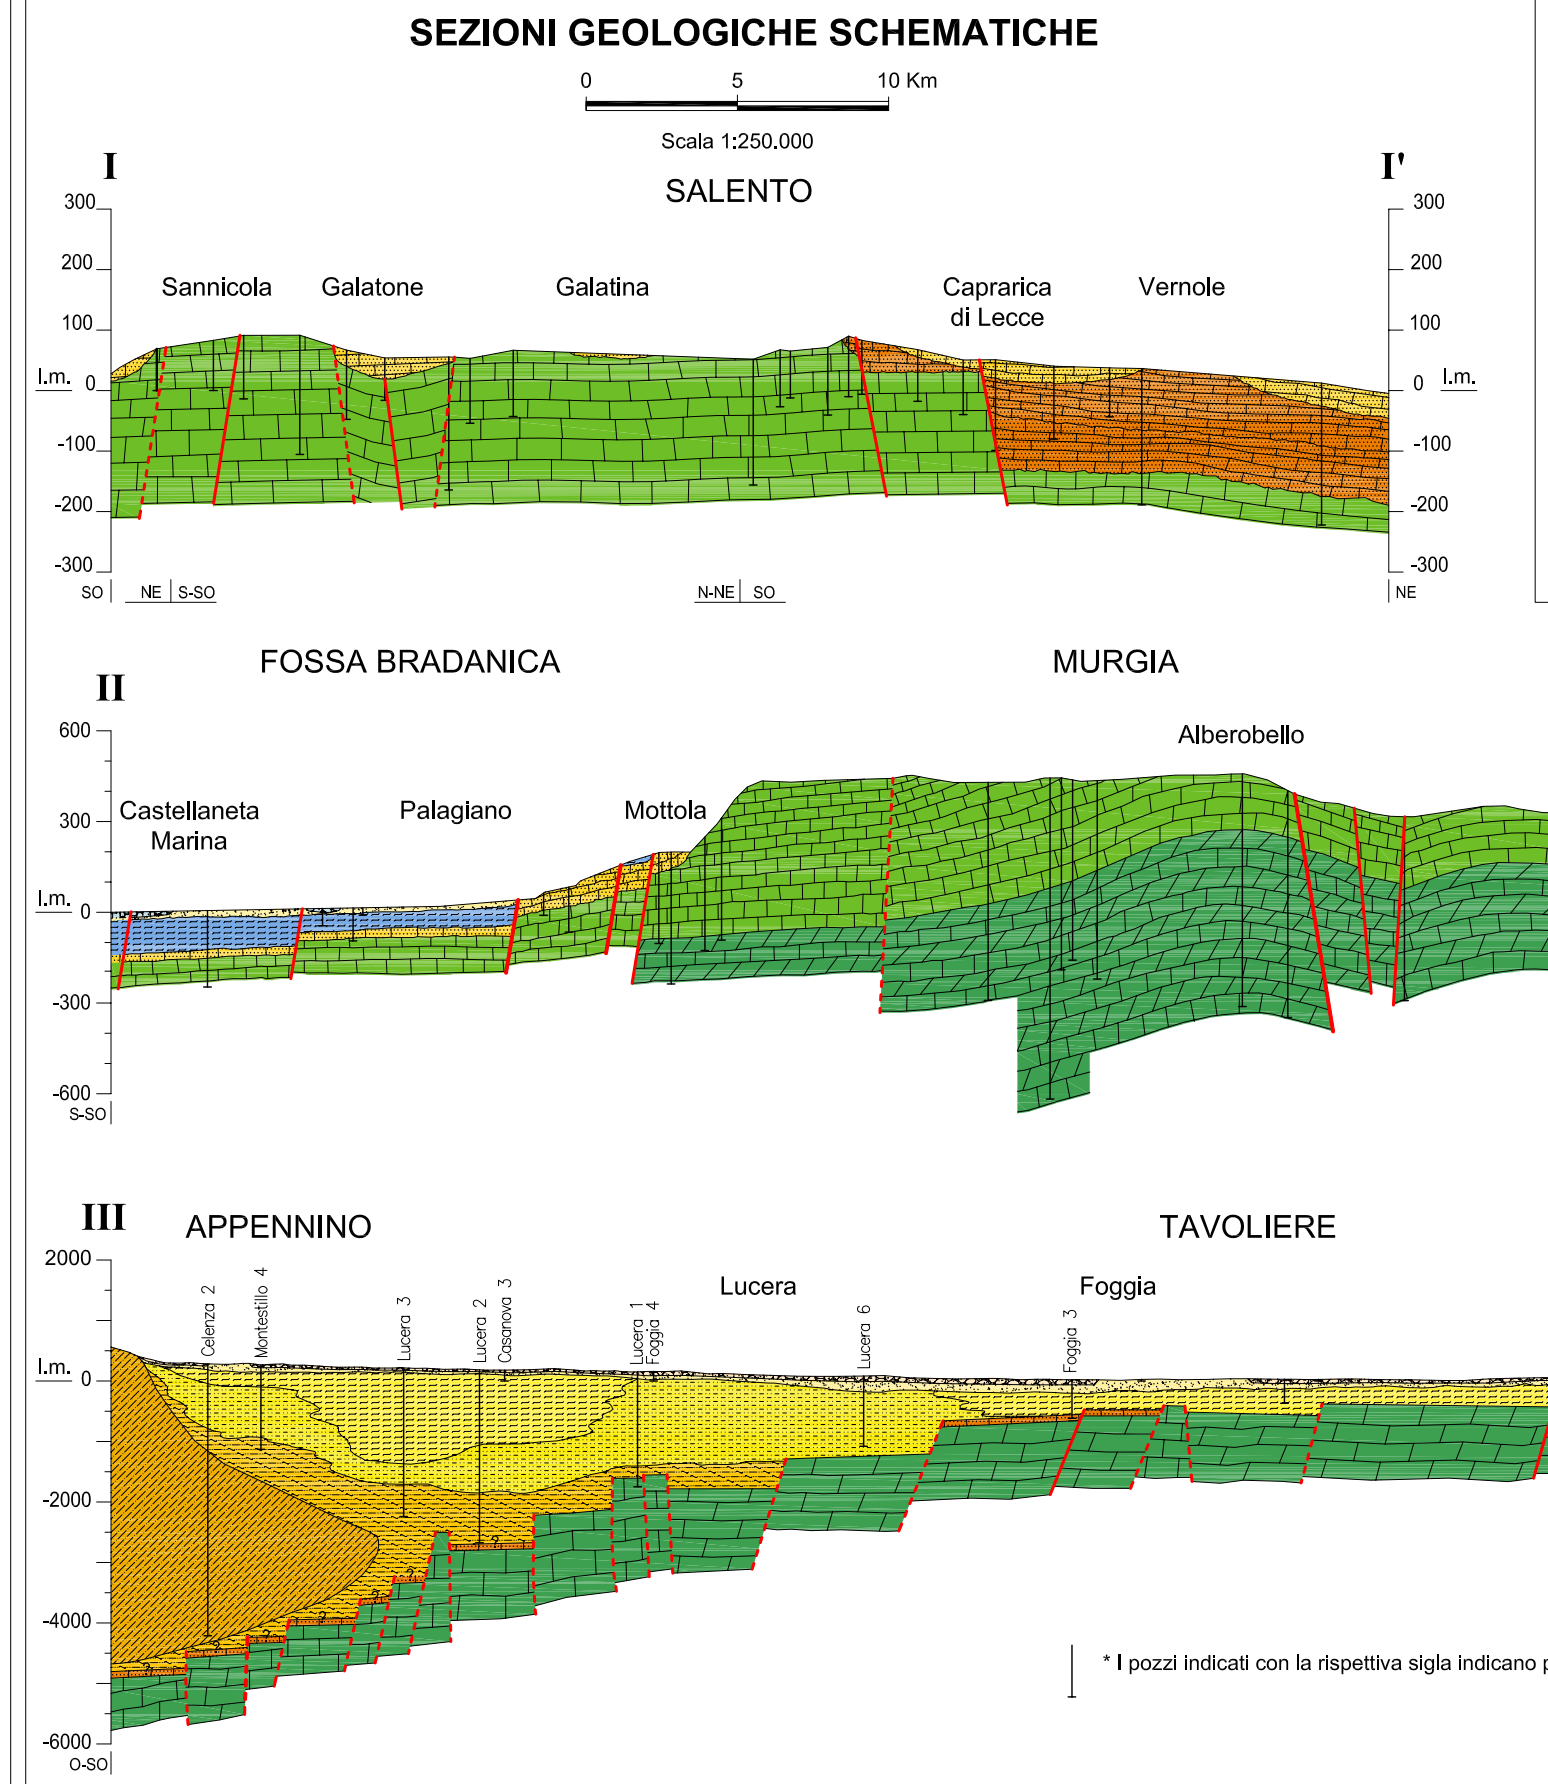 SEZIONI GEOLOGICHE SCHEMATICHE
0 5 10 Km
Scala 1:250.000
I I'
SALENTO
300 300
200 200
Sannicola Galatone Galatina Caprarica di Lecce Vernole
100 100
l.m. 0 0 l.m.
-100 -100
-200 -200
-300 -300
SO NE S-SO N-NE SO NE
FOSSA BRADANICA MURGIA
II
600
Alberobello
Castellaneta Marina Palagiano Mottola
300
l.m. 0
-300
-600
S-SO
III APPENNINO TAVOLIERE
2000
Lucera Foggia
Celenza 2
Montestillo 4
Lucera 3
Lucera 2
Casanova 3
Lucera 1
Foggia 4
Lucera 6
Foggia 3
l.m. 0
-2000
?
?
?
?
?
?
?
-4000
* I pozzi indicati con la rispettiva sigla indicano p
-6000
O-SO